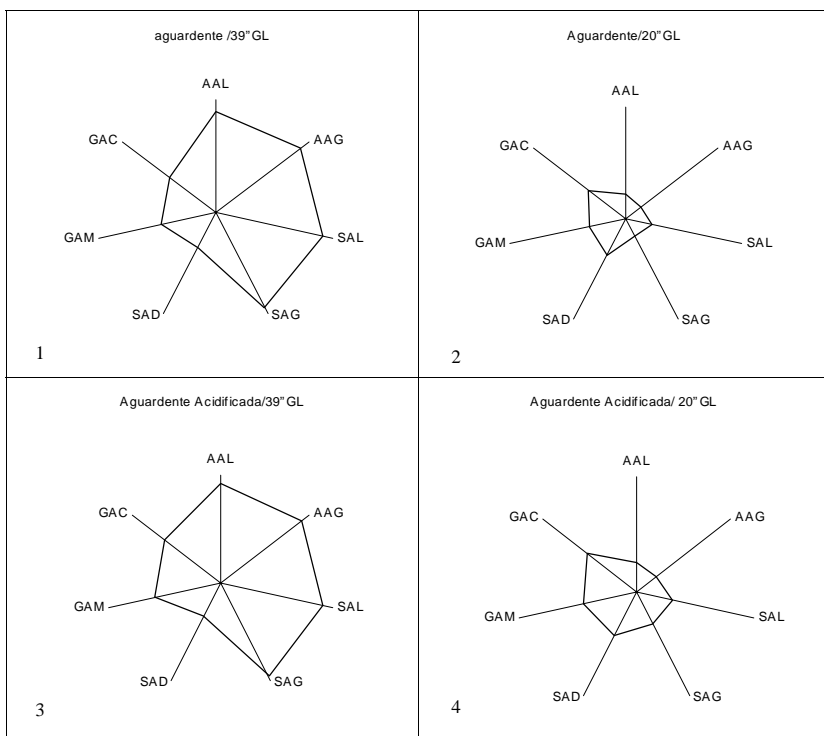 aguardente /39" GL
AAL
GAC
AAG
GAM
SAL
SAD
SAG
1
Aguardente/20" GL
AAL
GAC
AAG
GAM
SAL
SAD
SAG
2
Aguardente Acidificada/39" GL
AAL
GAC
AAG
GAM
SAL
SAD
SAG
3
Aguardente Acidificada/ 20" GL
AAL
GAC
AAG
GAM
SAL
SAD
SAG
4